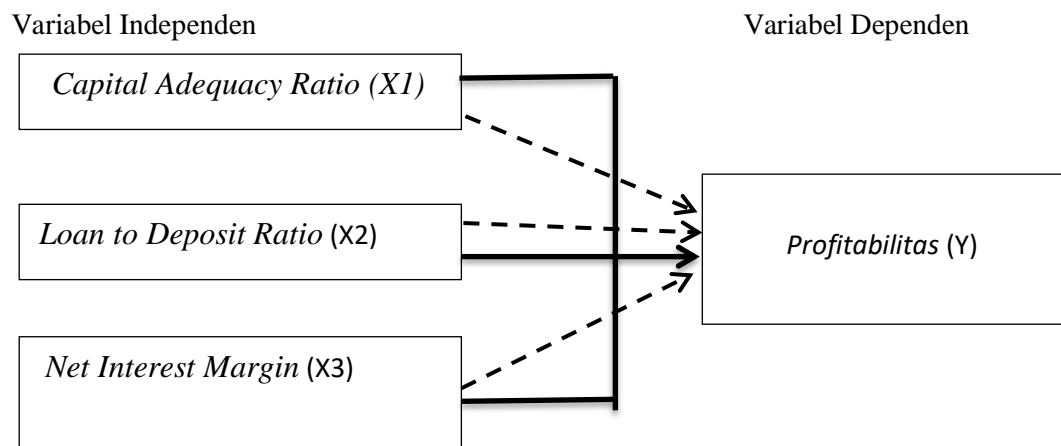 Variabel Independen
Variabel Dependen
Capital Adequacy Ratio (X1)
Loan to Deposit Ratio (X2)
Profitabilitas (Y)
Net Interest Margin (X3)